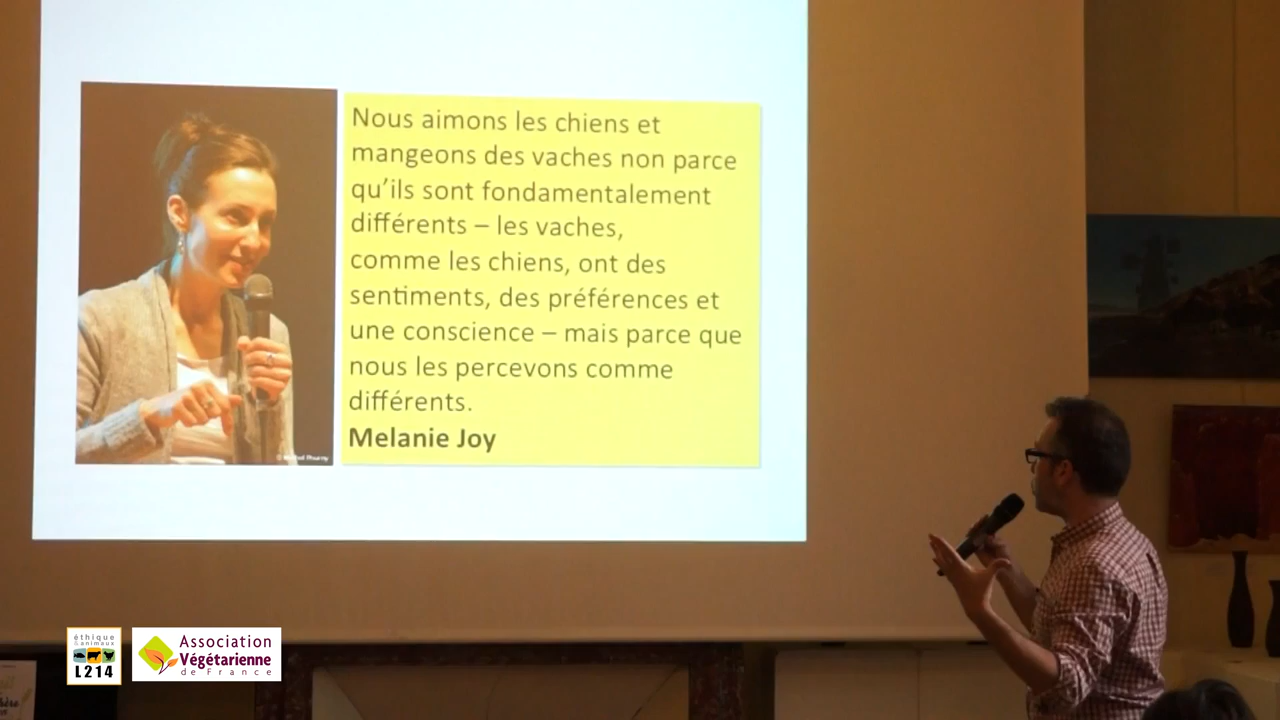 Nous aimons les chiens et
mangeons des vaches non parce
qu’ils sont fondamentalement
différents – les vaches,
comme les chiens, ont des
sentiments, des préférences et
une conscience – mais parce que
nous les percevons comme
différents.
Melanie Joy
éthique
& animaux
L214
Association
Végétarienne
de France